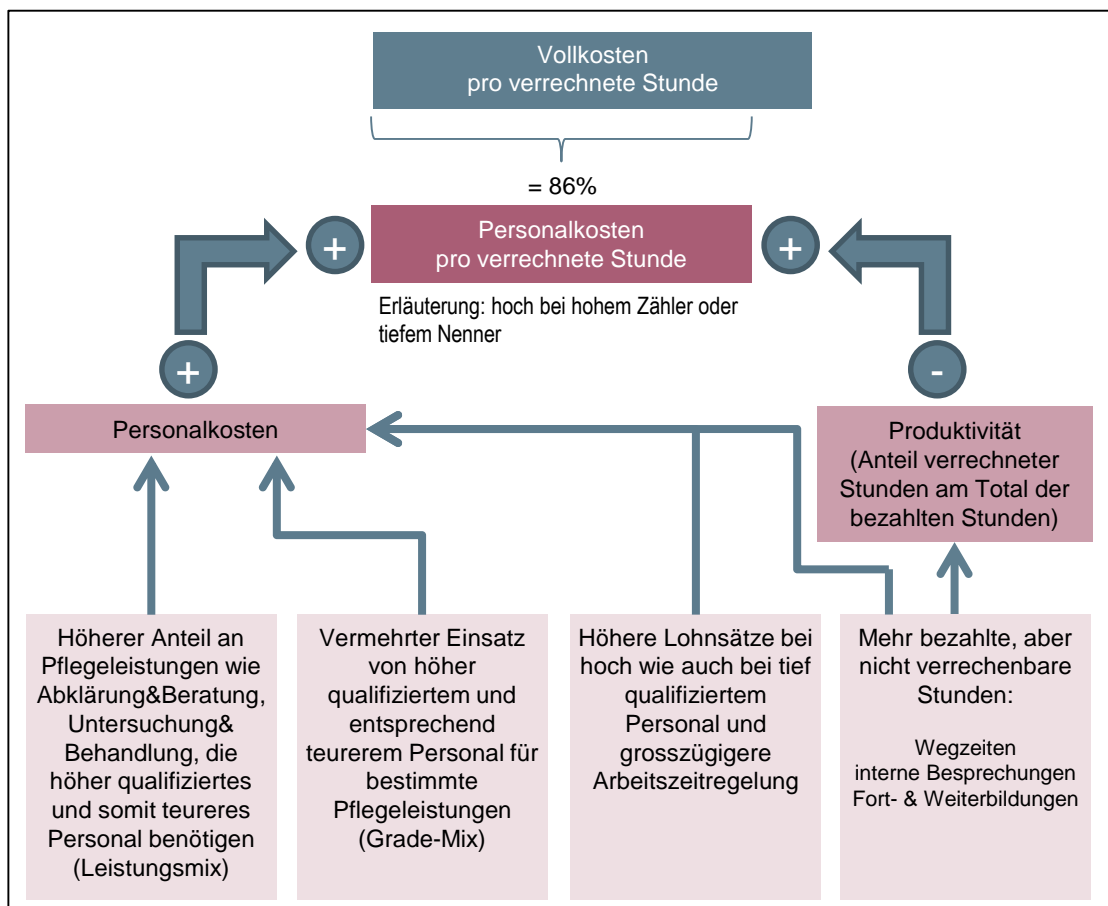 Vollkosten
pro verrechnete Stunde
= 86%
+
Personalkosten
pro verrechnete Stunde
+
Erläuterung: hoch bei hohem Zähler oder
tiefem Nenner
+
-
Personalkosten
Produktivität
(Anteil verrechneter
Stunden am Total der
bezahlten Stunden)
Höherer Anteil an
Pflegeleistungen wie
Abklärung&Beratung,
Untersuchung&
Behandlung, die
höher qualifiziertes
und somit teureres
Personal benötigen
(Leistungsmix)
Vermehrter Einsatz
von höher
qualifiziertem und
entsprechend
teurerem Personal für
bestimmte
Pflegeleistungen
(Grade-Mix)
Höhere Lohnsätze bei
hoch wie auch bei tief
qualifiziertem
Personal und
grosszügigere
Arbeitszeitregelung
Mehr bezahlte, aber
nicht verrechenbare
Stunden:
Wegzeiten
interne Besprechungen
Fort- & Weiterbildungen